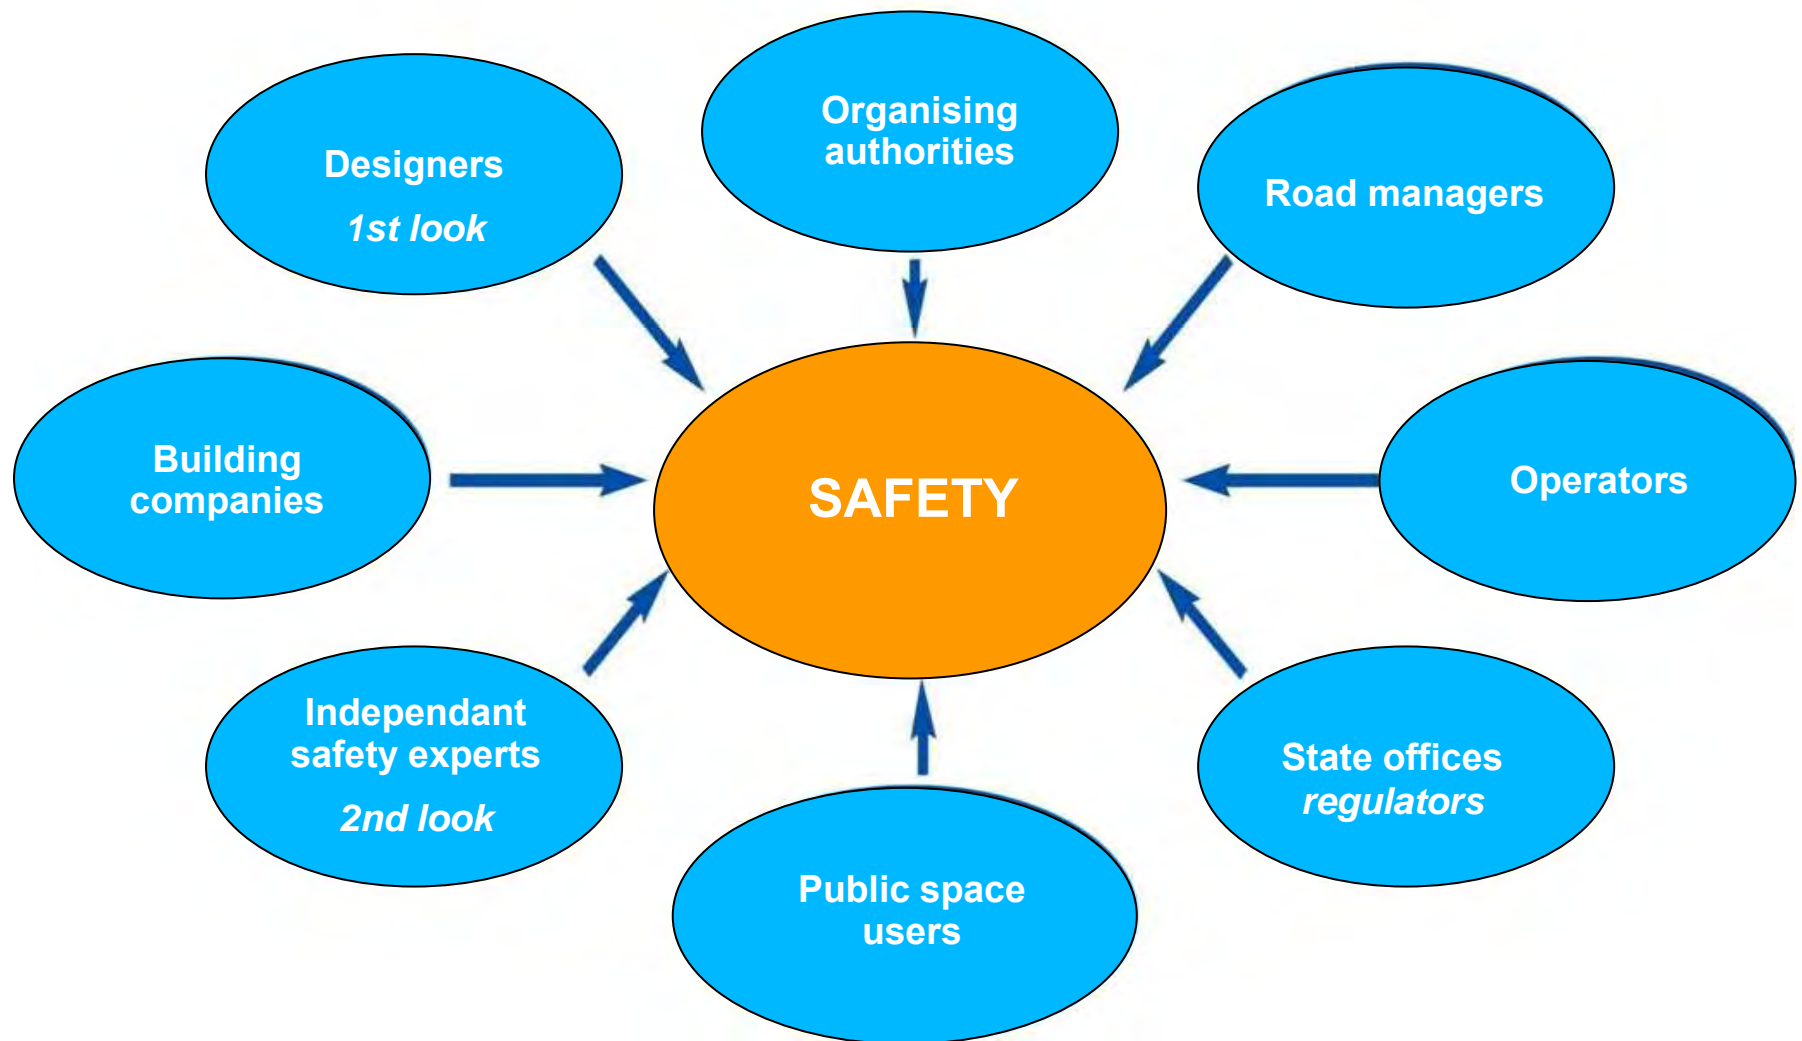 Organising
authorities
Designers
1st look
Road managers
Building
companies
SAFETY
Operators
Independant
safety experts
2nd look
State offices
regulators
Public space
users